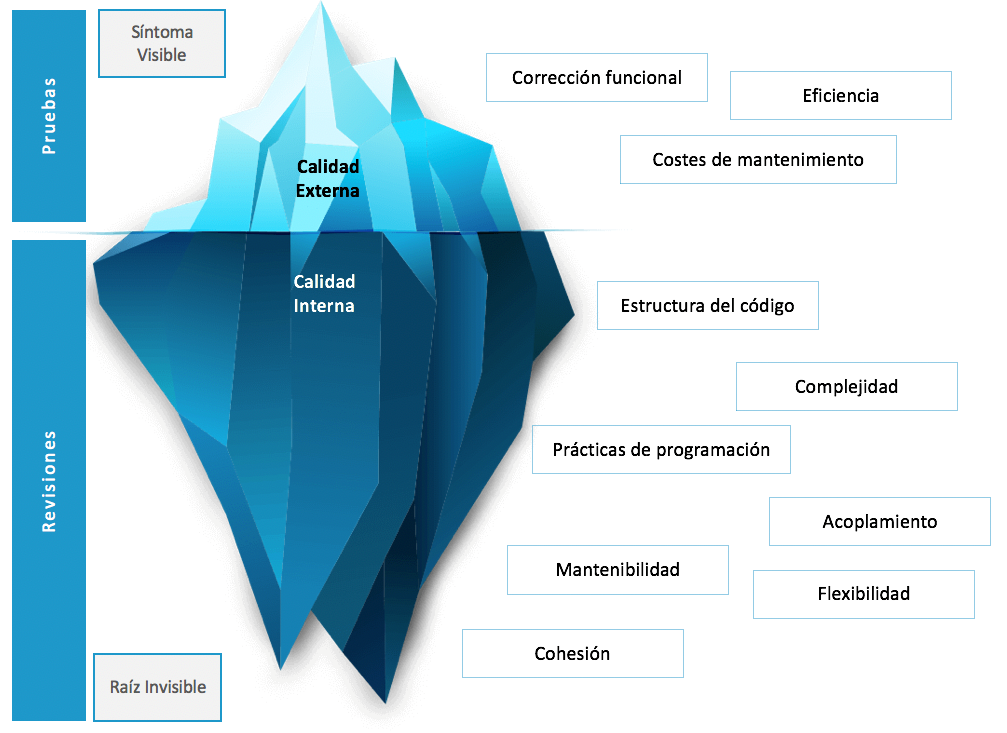 Síntoma
Visible
Pruebas
Corrección funcional
Eficiencia
Costes de mantenimiento
Calidad
Externa
Calidad
Interna
Revisiones
Estructura del código
Complejidad
Prácticas de programación
Acoplamiento
Mantenibilidad
Flexibilidad
Cohesión
Raíz Invisible